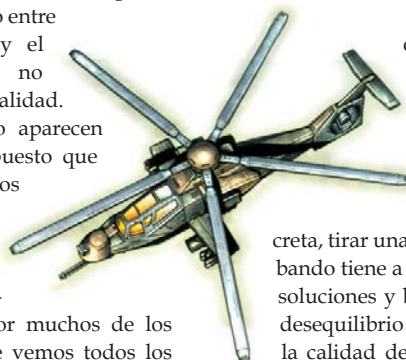 o entre
y el
no
alidad.
o aparecen
uesto que
os
or muchos de los
e vemos todos los
creta, tirar una
bando tiene a
soluciones y b
desequilibrio
la calidad de